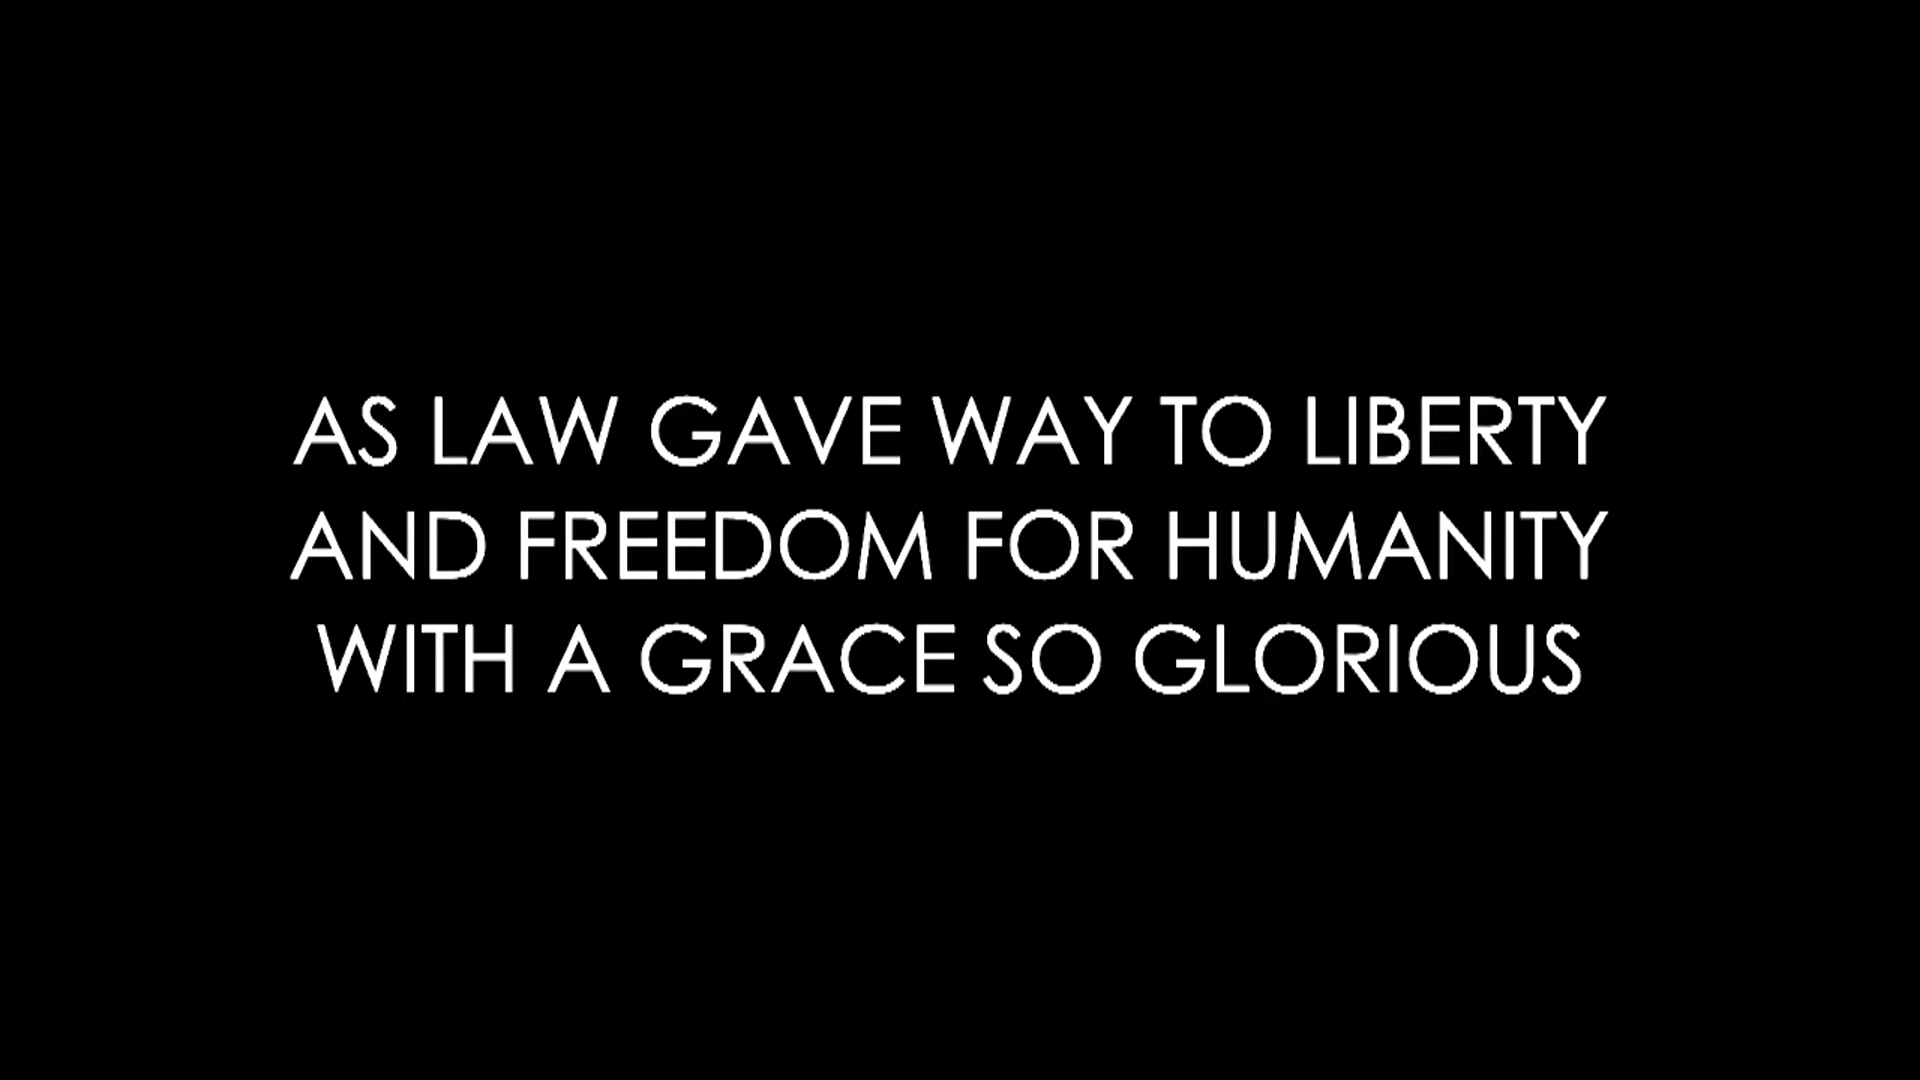 AS LAW GAVE WAY TO LIBERTY
AND FREEDOM FOR HUMANITY
WITH A GRACE SO GLORIOUS